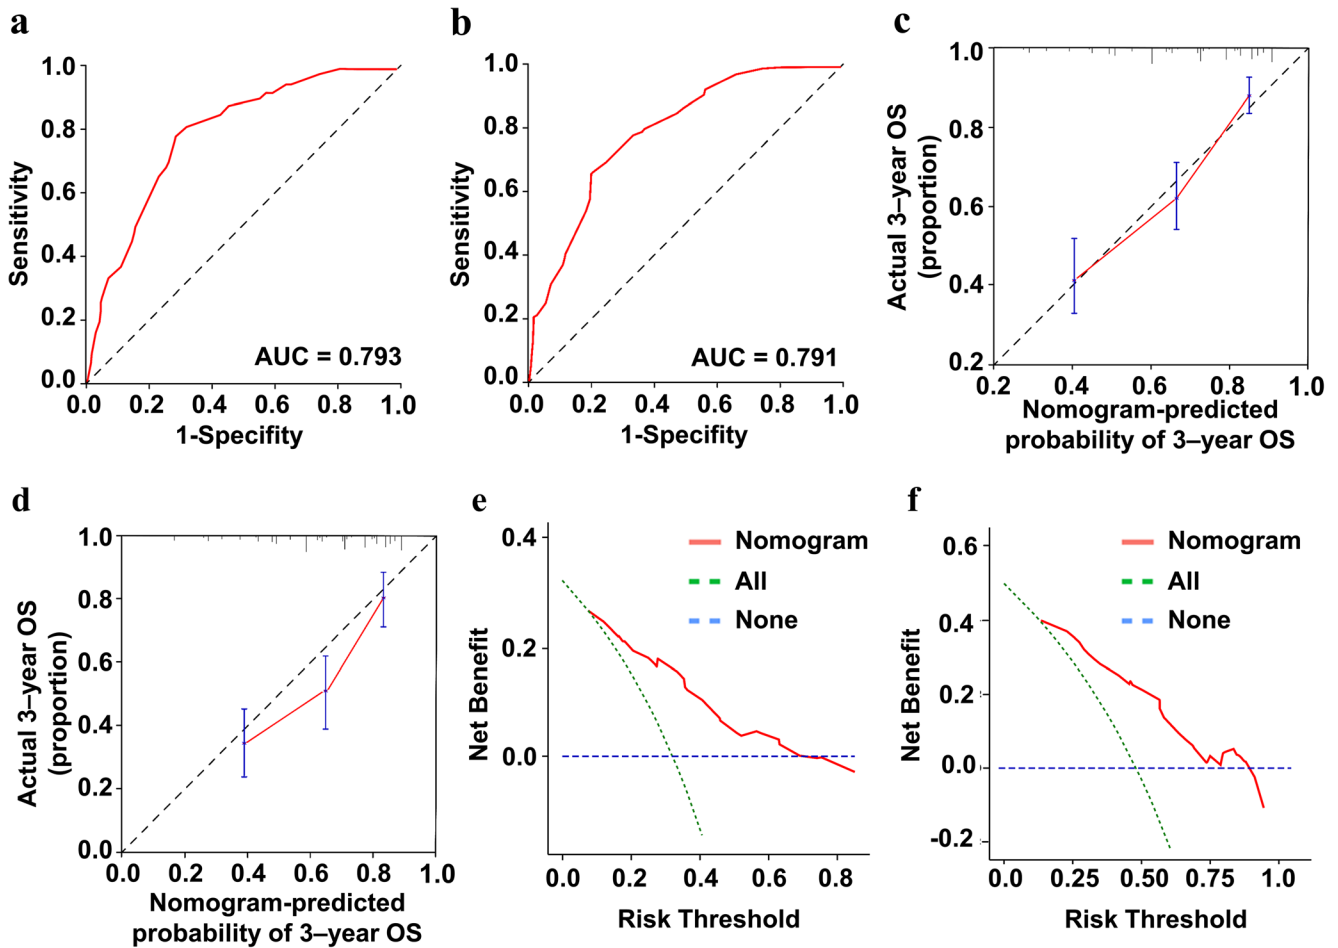 a
1.0
0.8
0.6
0.4
0.2
0.0
Sensitivity
AUC = 0.793
0.0 0.2 0.4 0.6 0.8 1.0
1-Specifity
b
1.0
0.8
0.6
0.4
0.2
0.0
Sensitivity
AUC = 0.791
0.0 0.2 0.4 0.6 0.8 1.0
1-Specifity
c
1.0
0.8
0.6
0.4
0.2
Actual 3–year OS
(proportion)
0.2 0.4 0.6 0.8 1.0
Nomogram-predicted
probability of 3–year OS
d
1.0
0.8
0.6
0.4
0.2
0.0
Actual 3–year OS
(proportion)
0.0 0.2 0.4 0.6 0.8 1.0
Nomogram-predicted
probability of 3–year OS
e
0.4
0.2
0.0
Net Benefit
Nomogram
All
None
0.0 0.2 0.4 0.6 0.8
Risk Threshold
f
0.6
0.4
0.2
0.0
-0.2
Net Benefit
Nomogram
All
None
0.0 0.25 0.50 0.75 1.0
Risk Threshold